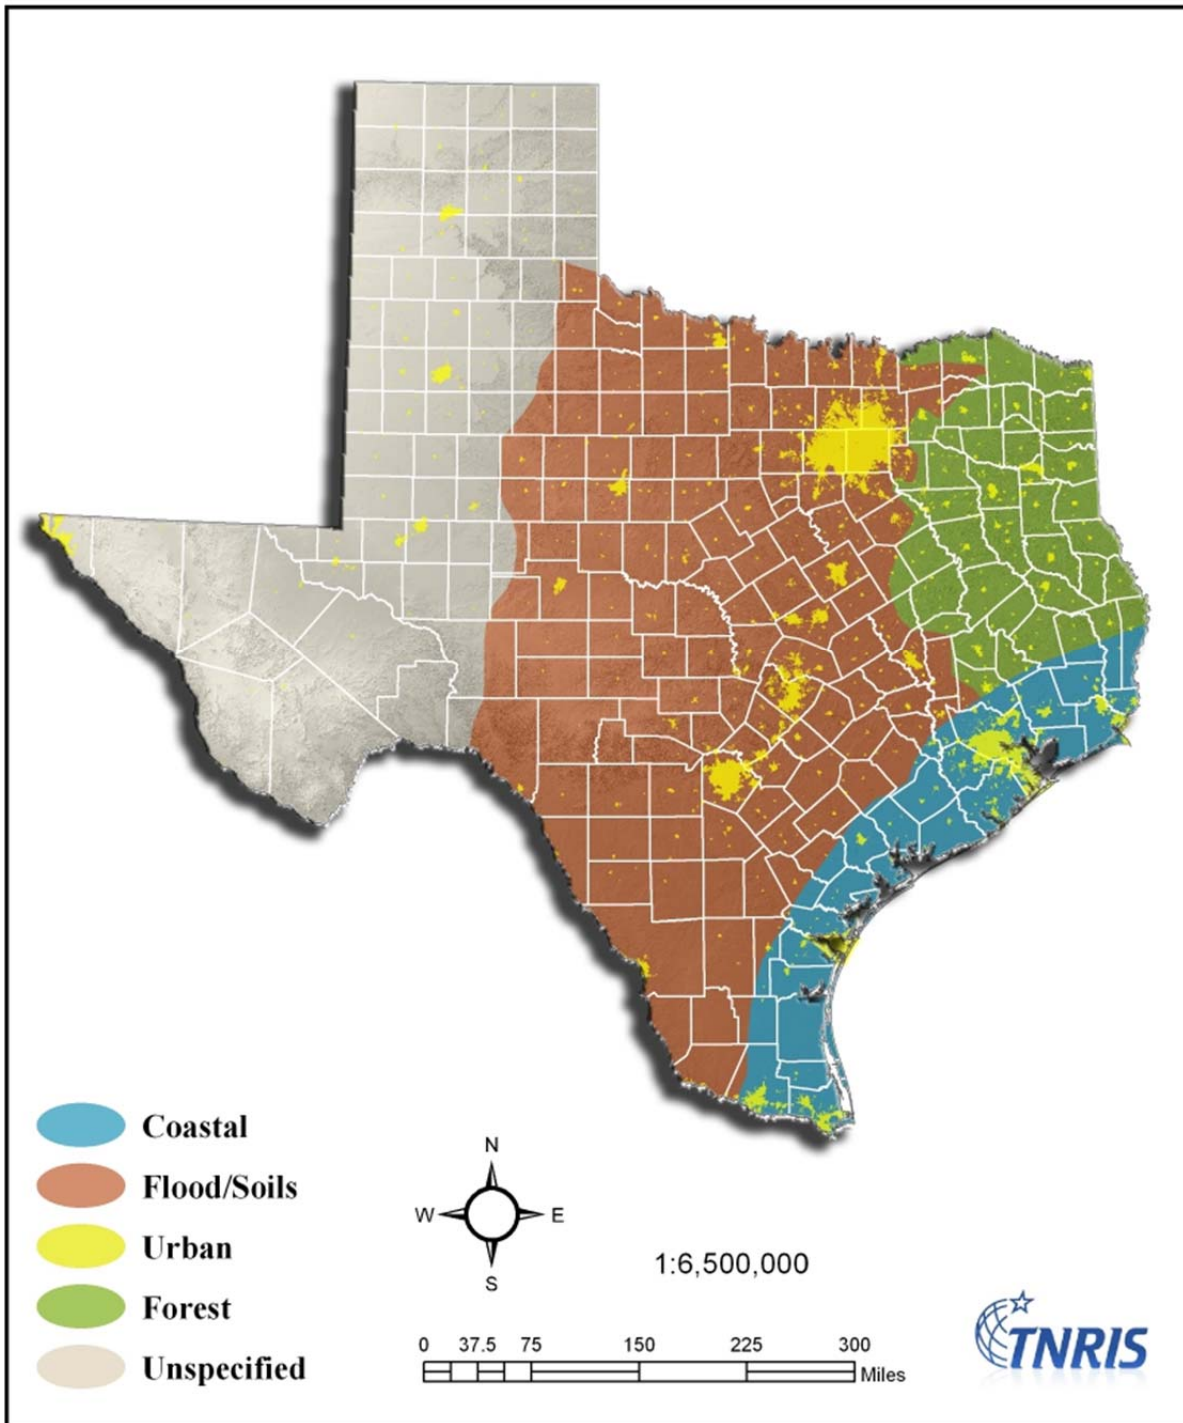 Coastal
Flood/Soils
Urban
Forest
Unspecified
N
W E
S
1:6,500,000
0 37.5 75 150 225 300
Miles
TNRIS